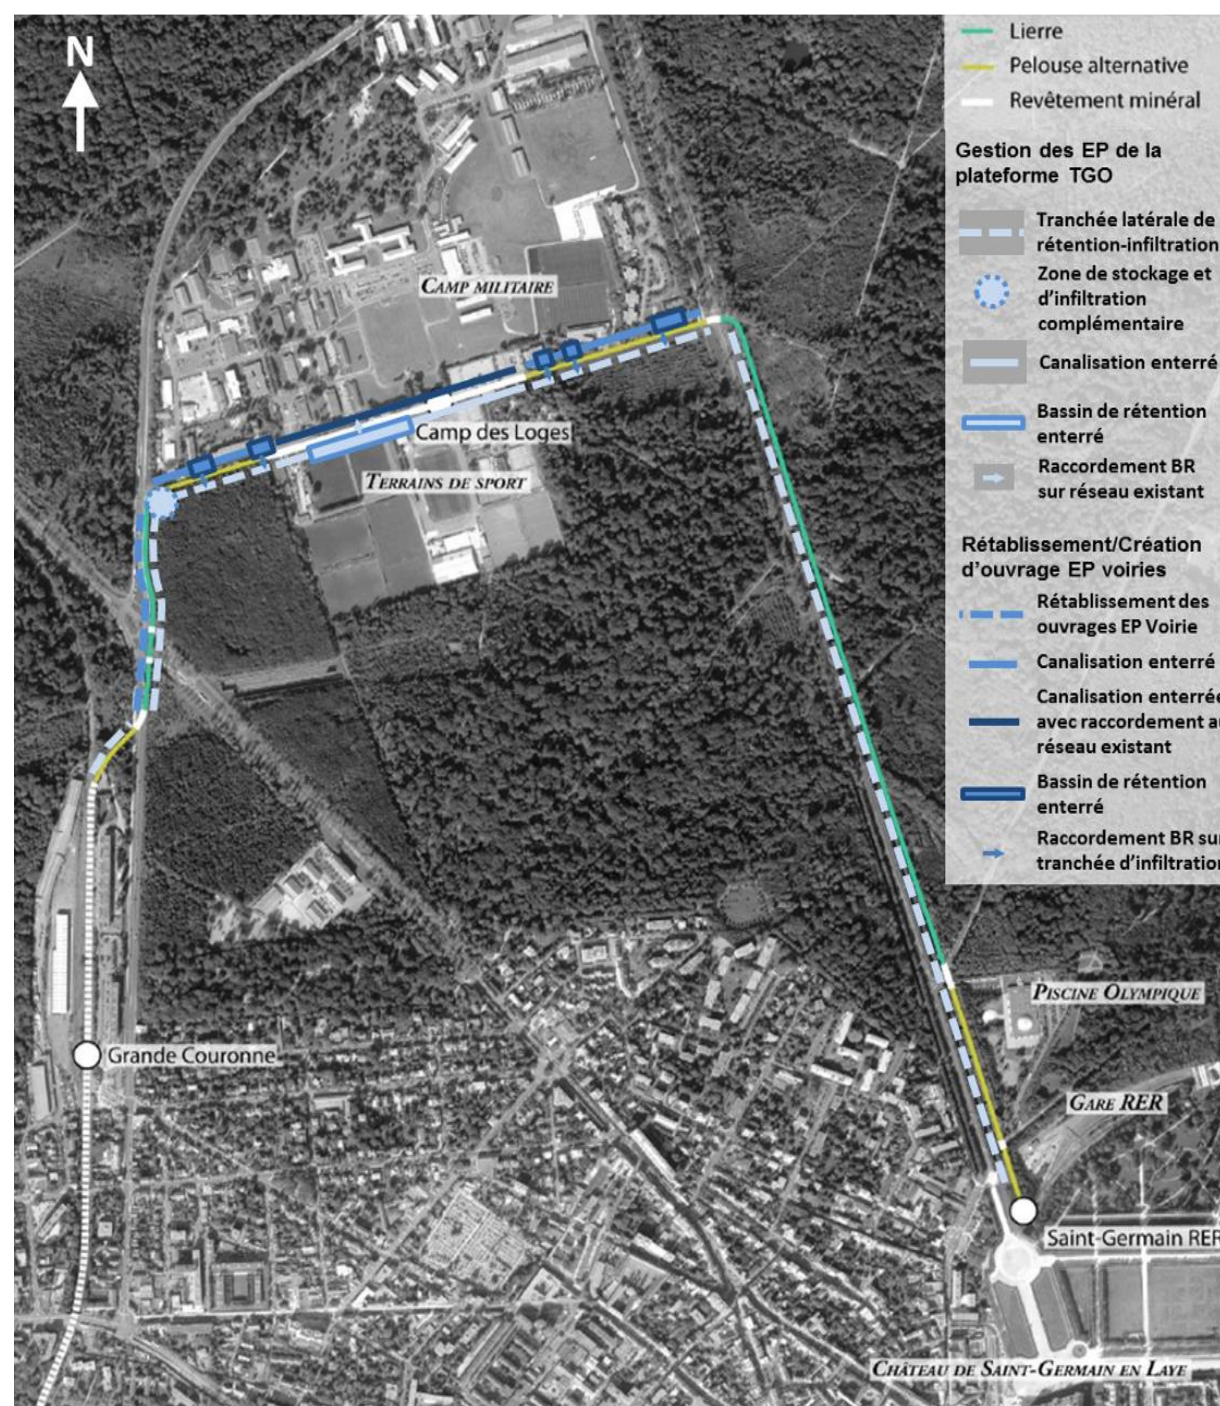 N
Lierre
Pelouse alternative
Revêtement minéral
Gestion des EP de la
plateforme TGO
Tranchée latérale de
rétention-infiltration
Zone de stockage et
d'infiltration
complémentaire
Canalisation enterré
Bassin de rétention
enterré
Raccordement BR
sur réseau existant
Rétablissement/Création
d'ouvrage EP voiries
Rétablissement des
ouvrages EP Voirie
Canalisation enterré
Canalisation enterrée
avec raccordement au
réseau existant
Bassin de rétention
enterré
Raccordement BR sur
tranchée d'infiltration
CAMP MILITAIRE
Camp des Loges
TERRAINS DE SPORT
PISCINE OLYMPIQUE
Grande Couronne
GARE RER
Saint-Germain RER
CHÂTEAU DE SAINT-GERMAIN EN LAYE